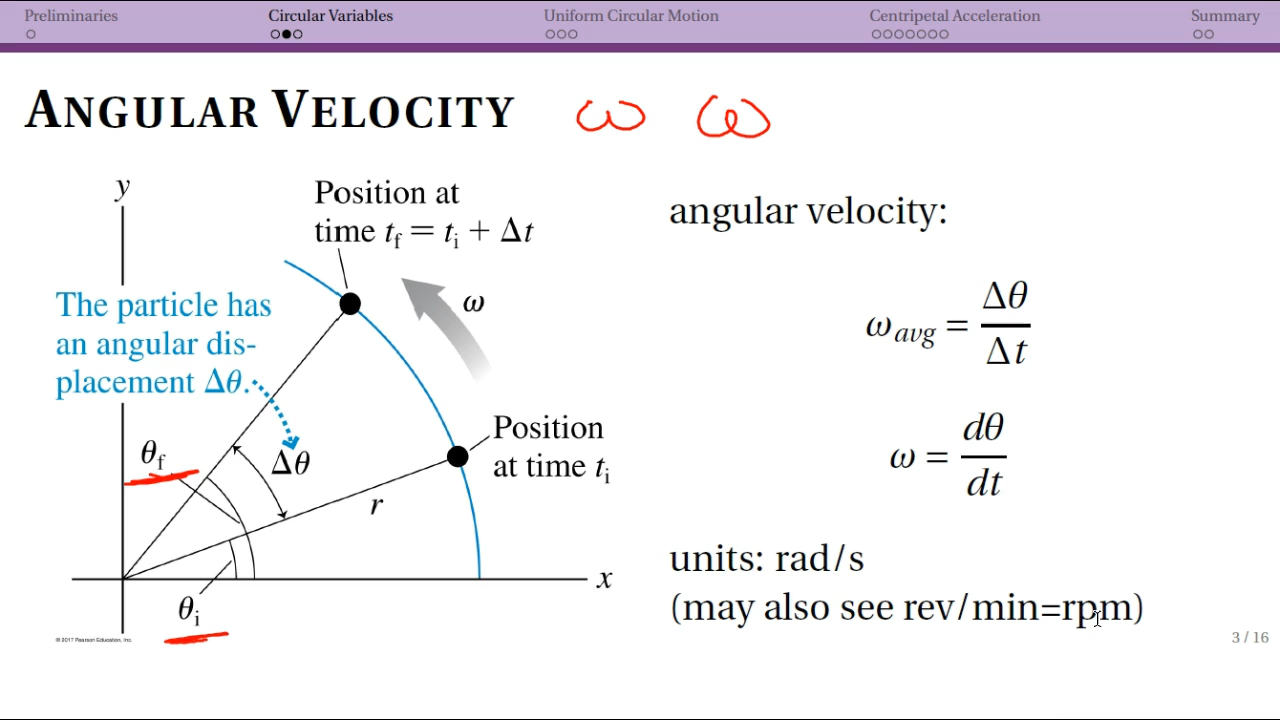 Preliminaries Circular Variables Uniform Circular Motion Centripetal Acceleration Summary
ANGULAR VELOCITY ω ω
y
Position at
time tf = ti + Δt
The particle has
an angular dis-
placement Δθ.
ω
θf
Δθ
Position
at time ti
r
x
θi
© 2017 Pearson Education, Inc.
angular velocity:
ωavg = Δθ/Δt
ω = dθ/dt
units: rad/s
(may also see rev/min=rpm)
3 / 16